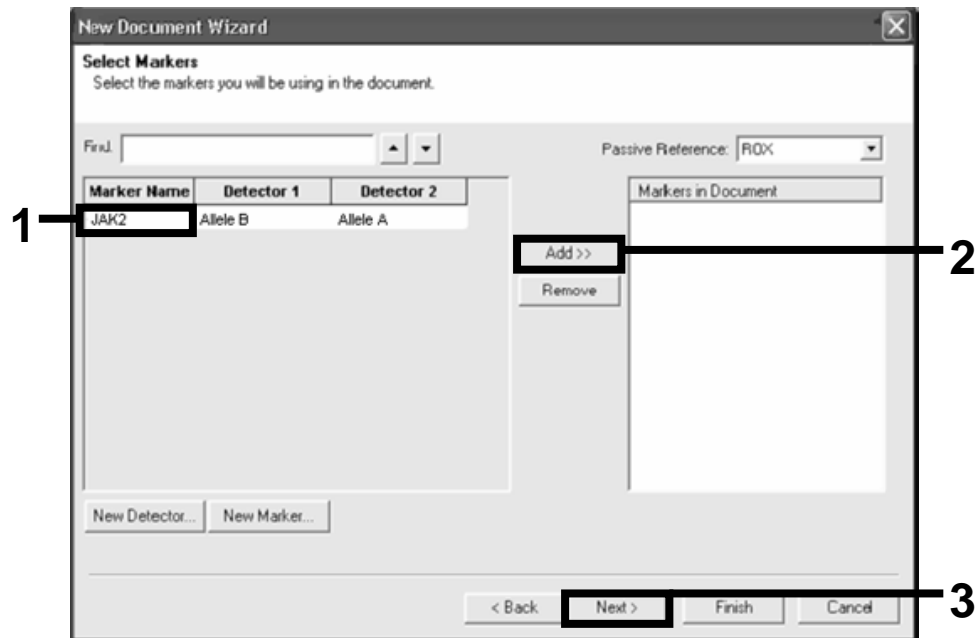 New Document Wizard
Select Markers
Select the markers you will be using in the document.
Find: Passive Reference: ROX
Marker Name Detector 1 Detector 2 Markers in Document
1 JAK2 Allele B Allele A
Add >> 2
Remove
New Detector... New Marker...
< Back Next > Finish Cancel 3